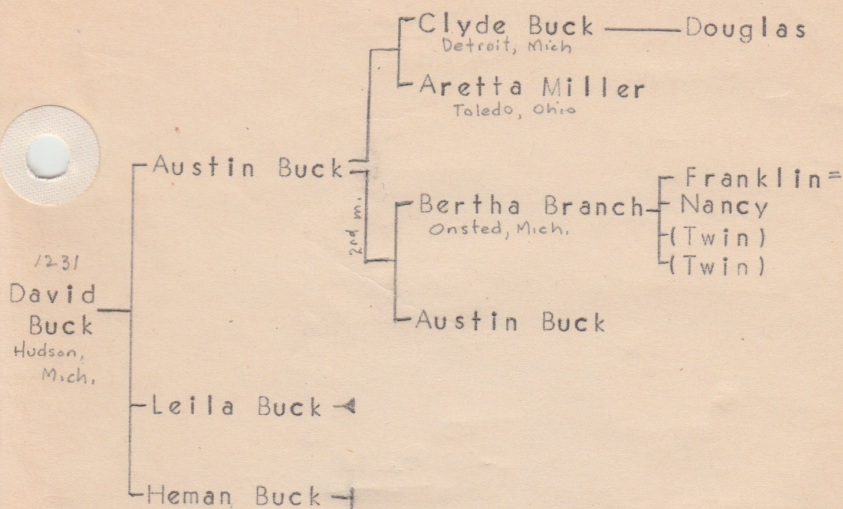 Clyde Buck Douglas
Detroit, Mich
Aretta Miller
Toledo, Ohio
Austin Buck
2nd m.
Bertha Branch
Onsted, Mich.
Franklin=
Nancy
(Twin)
(Twin)
Austin Buck
1231
David
Buck
Hudson,
Mich.
Leila Buck
Heman Buck